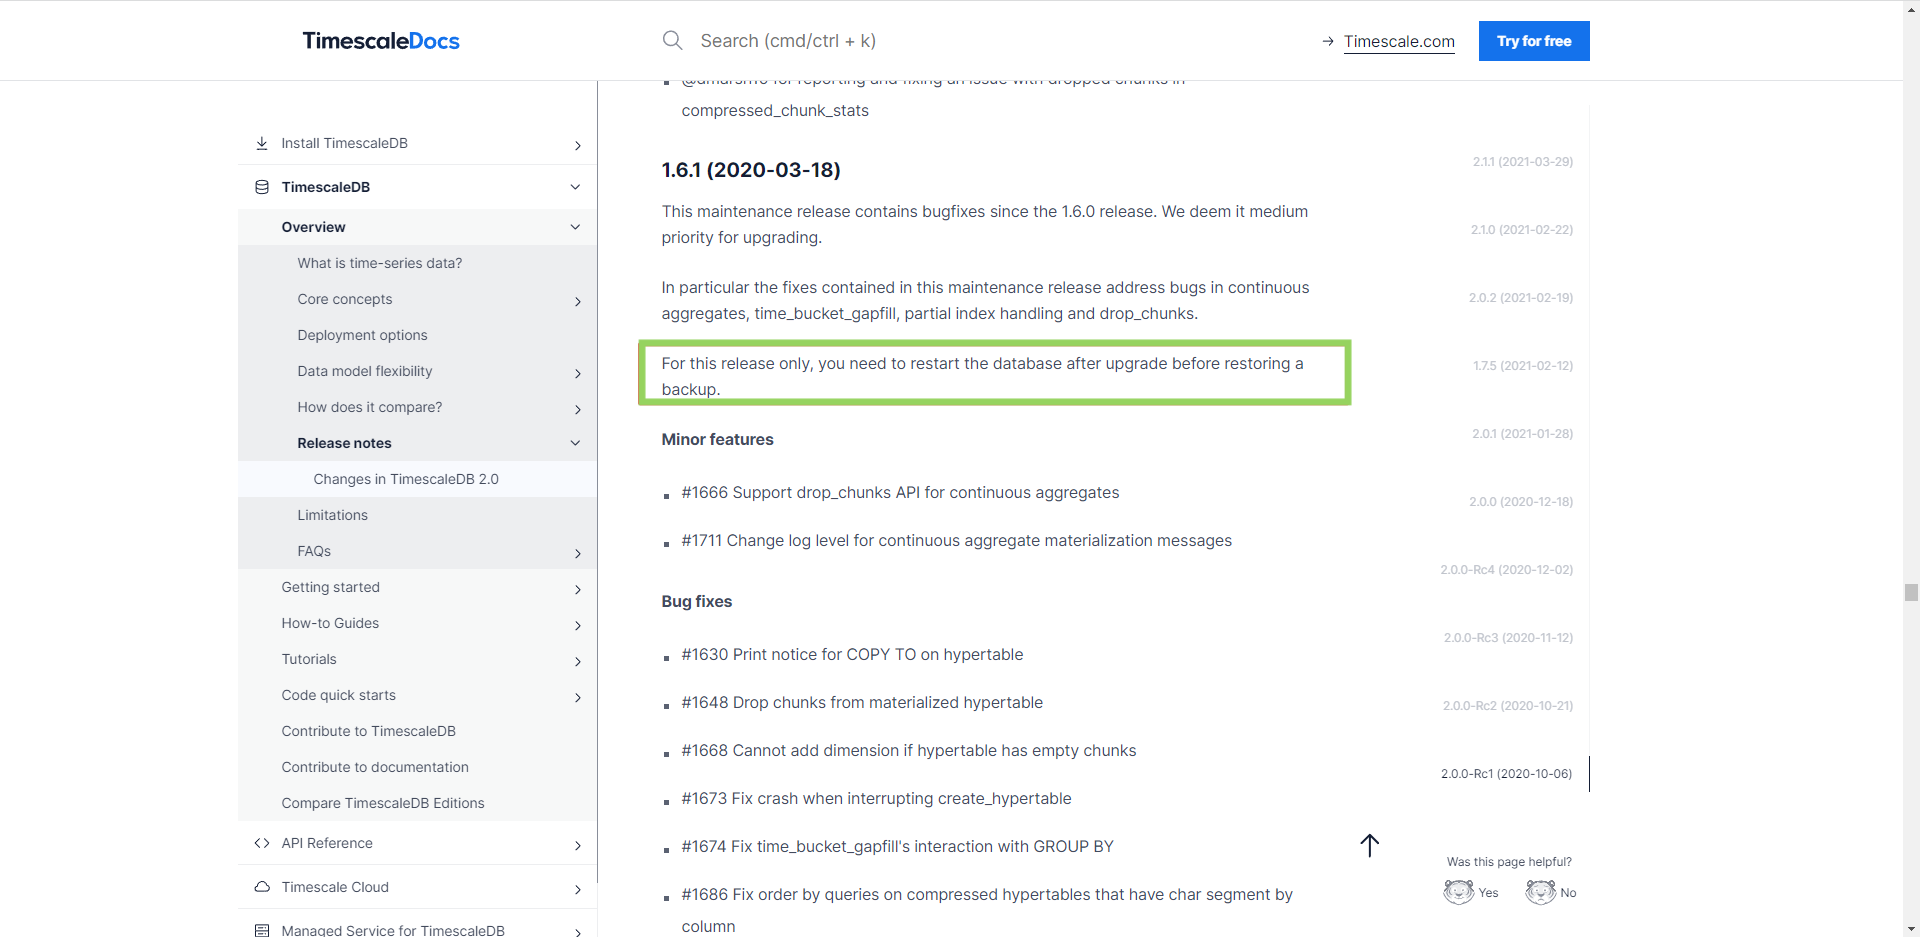 TimescaleDocs
Search (cmd/ctrl + k)
Timescale.com
Try for free
Install TimescaleDB
TimescaleDB
Overview
What is time-series data?
Core concepts
Deployment options
Data model flexibility
How does it compare?
Release notes
Changes in TimescaleDB 2.0
Limitations
FAQs
Getting started
How-to Guides
Tutorials
Code quick starts
Contribute to TimescaleDB
Contribute to documentation
Compare TimescaleDB Editions
API Reference
Timescale Cloud
Managed Service for TimescaleDB
for reporting and fixing an issue with dropped chunks in
compressed_chunk_stats
1.6.1 (2020-03-18)
This maintenance release contains bugfixes since the 1.6.0 release. We deem it medium
priority for upgrading.
In particular the fixes contained in this maintenance release address bugs in continuous
aggregates, time_bucket_gapfill, partial index handling and drop_chunks.
For this release only, you need to restart the database after upgrade before restoring a
backup.
Minor features
#1666 Support drop_chunks API for continuous aggregates
#1711 Change log level for continuous aggregate materialization messages
Bug fixes
#1630 Print notice for COPY TO on hypertable
#1648 Drop chunks from materialized hypertable
#1668 Cannot add dimension if hypertable has empty chunks
#1673 Fix crash when interrupting create_hypertable
#1674 Fix time_bucket_gapfill's interaction with GROUP BY
#1686 Fix order by queries on compressed hypertables that have char segment by
column
2.1.1 (2021-03-29)
2.1.0 (2021-02-22)
2.0.2 (2021-02-19)
1.7.5 (2021-02-12)
2.0.1 (2021-01-28)
2.0.0 (2020-12-18)
2.0.0-Rc4 (2020-12-02)
2.0.0-Rc3 (2020-11-12)
2.0.0-Rc2 (2020-10-21)
2.0.0-Rc1 (2020-10-06)
Was this page helpful?
Yes
No